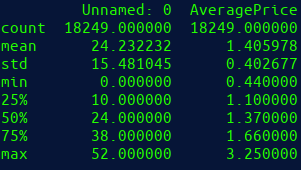 Unnamed: 0  AveragePrice
count  18249.000000  18249.000000
mean      24.232232      1.405978
std       15.481045      0.402677
min        0.000000      0.440000
25%       10.000000      1.100000
50%       24.000000      1.370000
75%       38.000000      1.660000
max       52.000000      3.250000